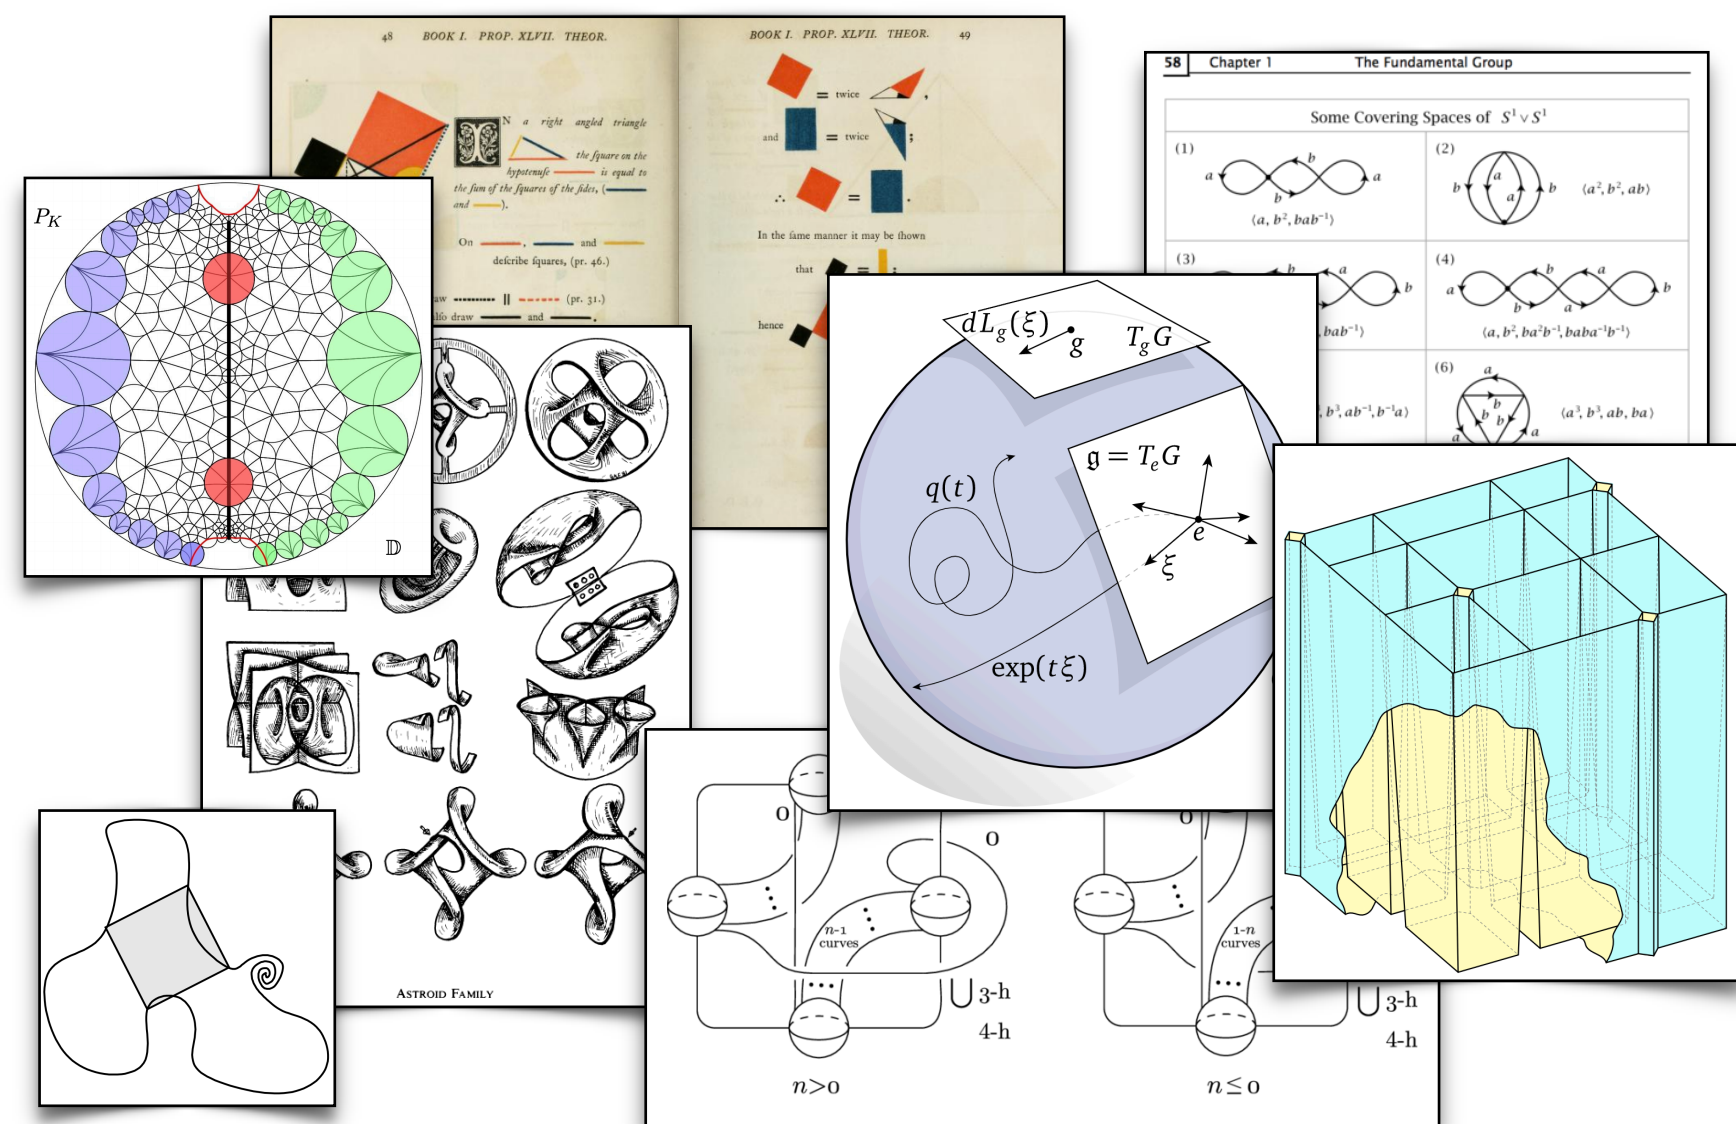 48 BOOK I. PROP. XLVII. THEOR.
IN a right angled triangle
the ſquare on the
hypotenuſe is equal to
the ſum of the ſquares of the ſides, (
and ).
On , and
deſcribe ſquares, (pr. 46.)
|| (pr. 31.)
draw and .
BOOK I. PROP. XLVII. THEOR. 49
= twice ,
and = twice ;
∴ = .
In the ſame manner it may be ſhown
that = ;
hence
58 Chapter 1 The Fundamental Group
Some Covering Spaces of S¹ ∨ S¹
(1)
a b b a
⟨a, b², bab⁻¹⟩
(2)
b a a b
⟨a², b², ab⟩
(3)
b a b
bab⁻¹⟩
(4)
a b a b b a
⟨a, b², ba²b⁻¹, baba⁻¹b⁻¹⟩
b³, ab⁻¹, b⁻¹a⟩
(6)
a b b b a a
⟨a³, b³, ab, ba⟩
P_K
𝔻
dL_g(ξ)
g
T_gG
𝔤 = T_eG
q(t)
e
ξ
exp(tξ)
ASTROID FAMILY
0
0
n-1
curves
∪ 3-h
4-h
n>0
0
1-n
curves
∪ 3-h
4-h
n≤0